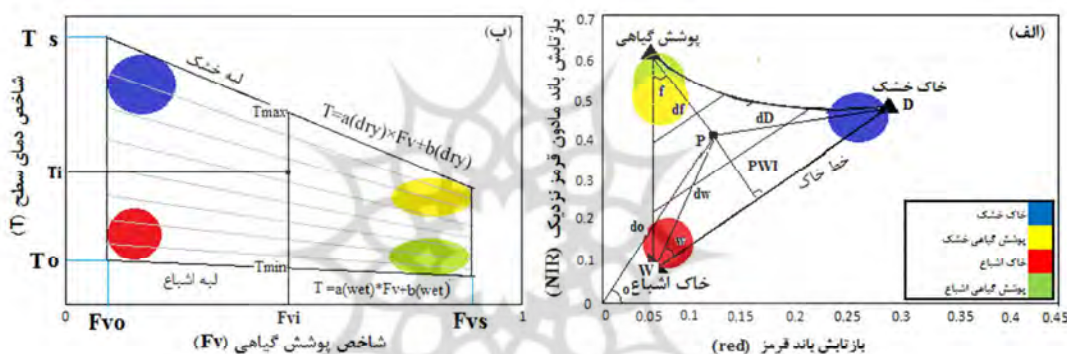 (الف)
بازتابش باند مادون قرمز نزدیک (NIR)
0.7
0.6
0.5
0.4
0.3
0.2
0.1
0
پوشش گیاهی
خاک خشک
D
f
df
dD
P
PWI
خط خاک
dw
do
w
W
خاک اشباع
o
خاک خشک
پوشش گیاهی خشک
خاک اشباع
پوشش گیاهی اشباع
0.05
0.1
0.15
0.2
0.25
0.3
0.35
0.4
0.45
بازتابش باند قرمز (red)
(ب)
شاخص دمای سطح (T)
T s
Ti
T o
لبه خشک
Tmax
T=a(dry)×Fv+b(dry)
Tmin
لبه اشباع
T =a(wet)*Fv+b(wet)
0
Fvo
Fvi
Fvs
1
شاخص پوشش گیاهی (Fv)